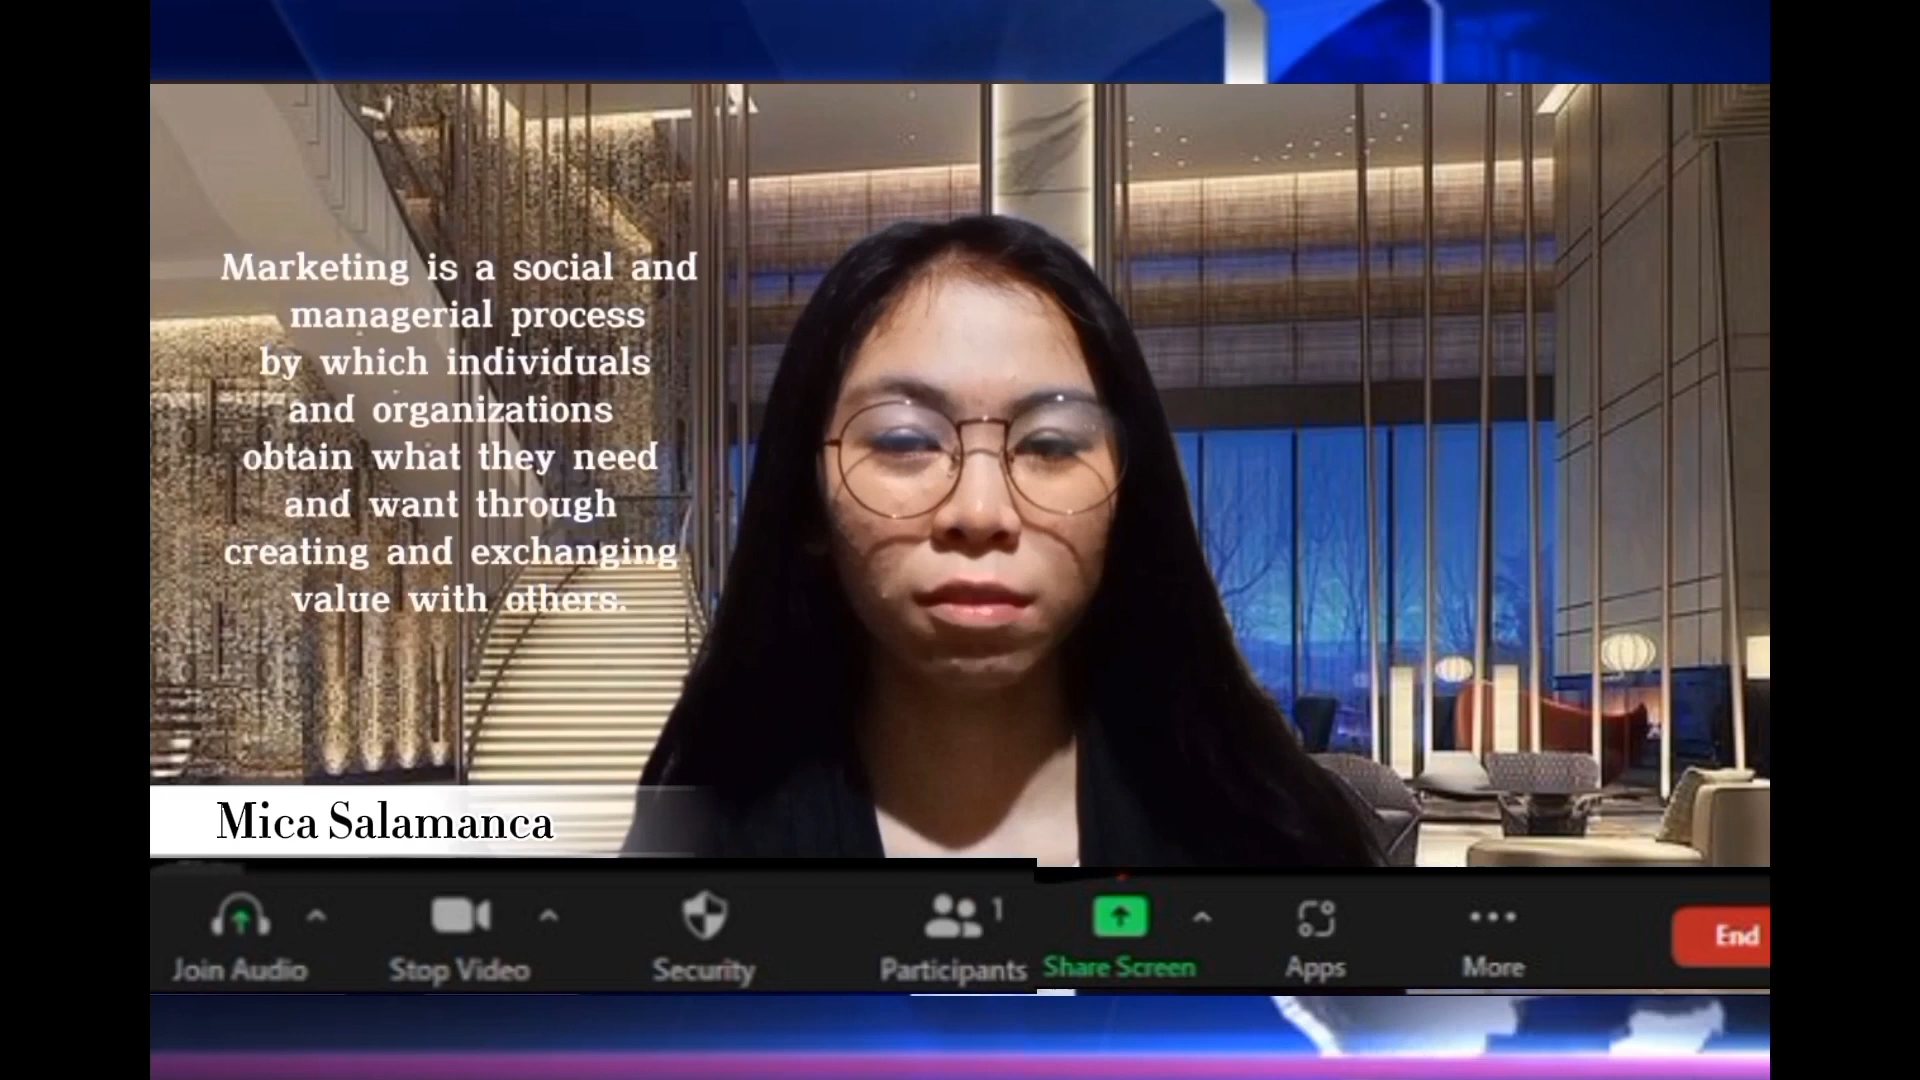 Marketing is a social and
managerial process
by which individuals
and organizations
obtain what they need
and want through
creating and exchanging
value with others.
Mica Salamanca
1
Join Audio Stop Video Security Participants Share Screen Apps More End